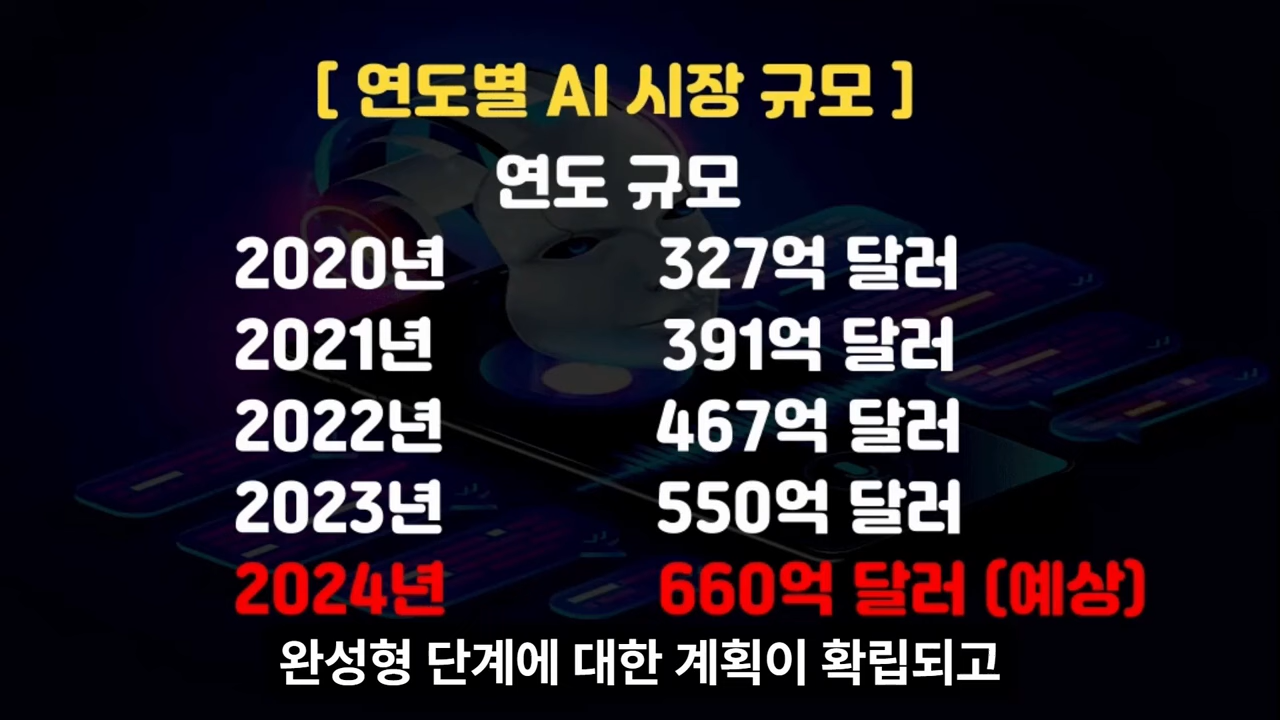 [ 연도별 AI 시장 규모 ]
연도 규모
2020년 327억 달러
2021년 391억 달러
2022년 467억 달러
2023년 550억 달러
2024년 660억 달러 (예상)
완성형 단계에 대한 계획이 확립되고